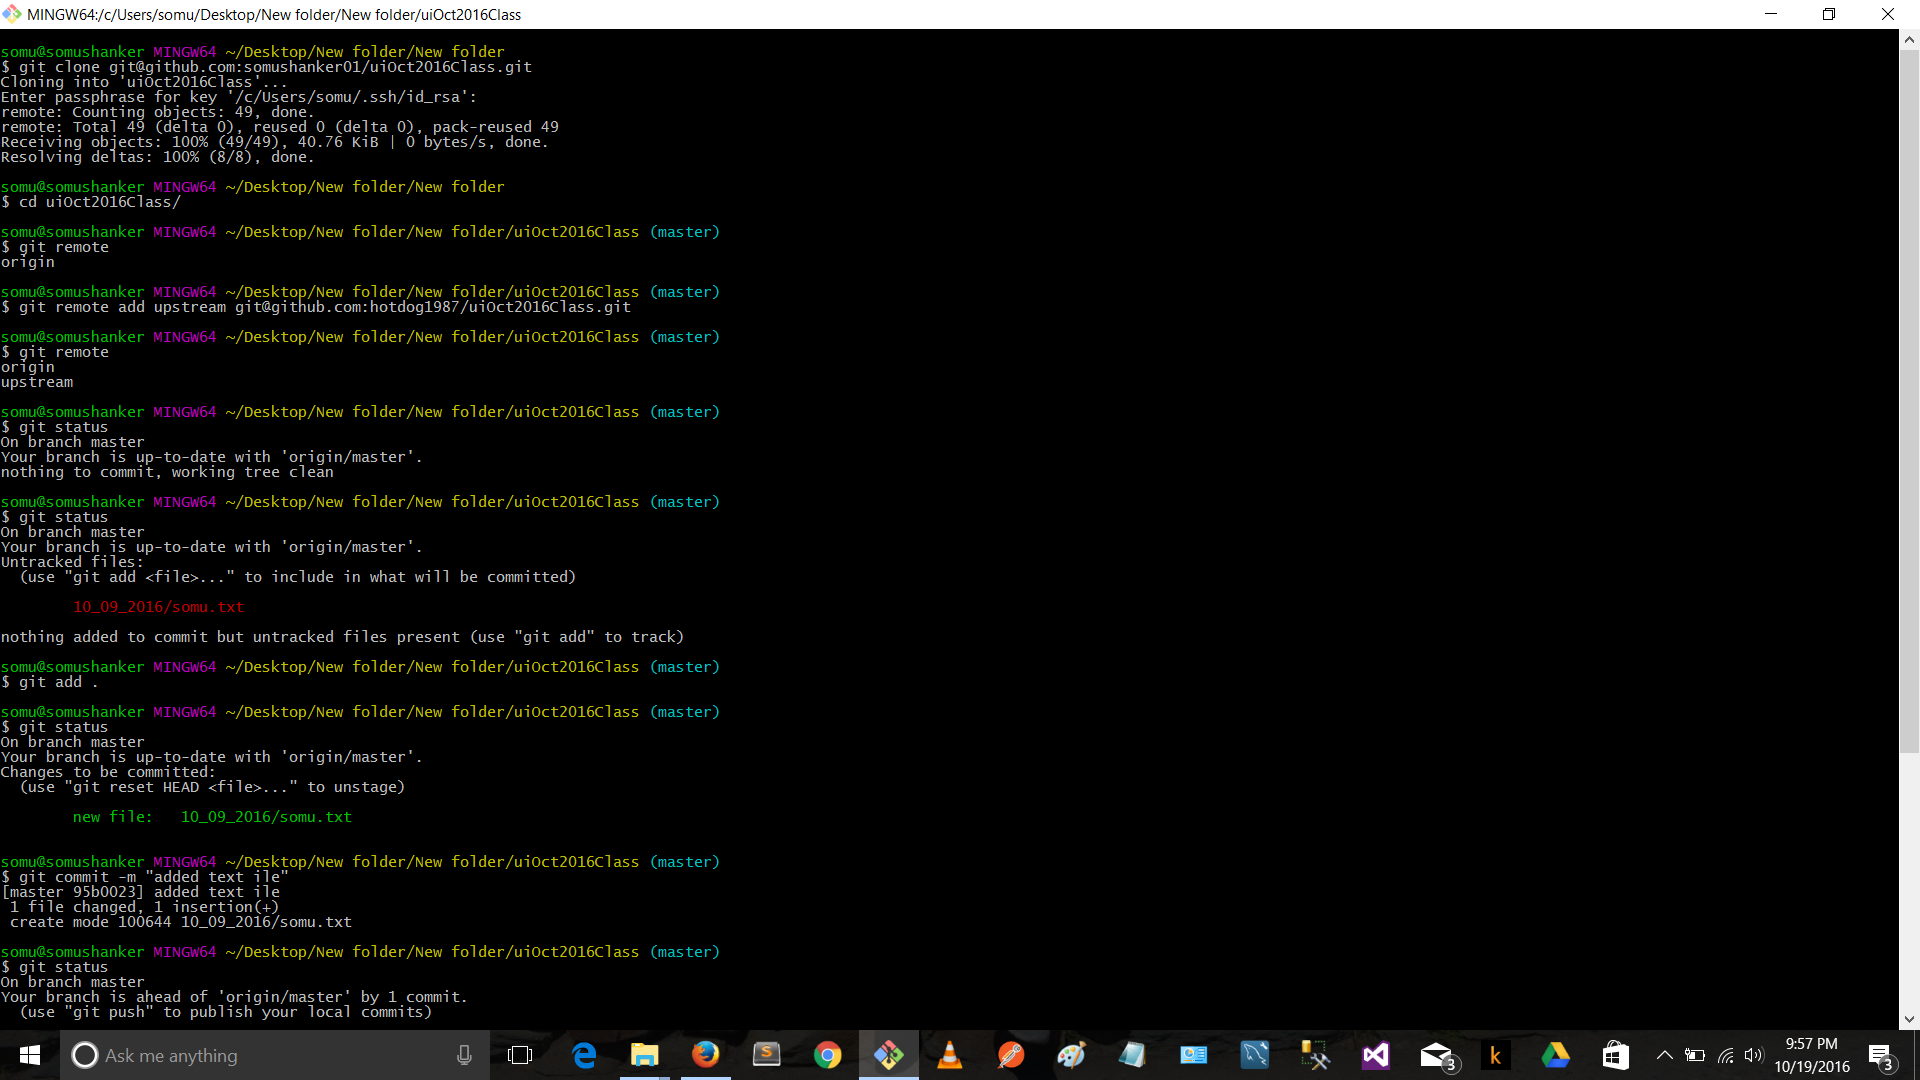 MINGW64:/c/Users/somu/Desktop/New folder/New folder/uiOct2016Class
somu@somushanker MINGW64 ~/Desktop/New folder/New folder
$ git clone git@github.com:somushanker01/uiOct2016Class.git
Cloning into 'uiOct2016Class'...
Enter passphrase for key '/c/Users/somu/.ssh/id_rsa':
remote: Counting objects: 49, done.
remote: Total 49 (delta 0), reused 0 (delta 0), pack-reused 49
Receiving objects: 100% (49/49), 40.76 KiB | 0 bytes/s, done.
Resolving deltas: 100% (8/8), done.
somu@somushanker MINGW64 ~/Desktop/New folder/New folder
$ cd uiOct2016Class/
somu@somushanker MINGW64 ~/Desktop/New folder/New folder/uiOct2016Class (master)
$ git remote
origin
somu@somushanker MINGW64 ~/Desktop/New folder/New folder/uiOct2016Class (master)
$ git remote add upstream git@github.com:hotdog1987/uiOct2016Class.git
somu@somushanker MINGW64 ~/Desktop/New folder/New folder/uiOct2016Class (master)
$ git remote
origin
upstream
somu@somushanker MINGW64 ~/Desktop/New folder/New folder/uiOct2016Class (master)
$ git status
On branch master
Your branch is up-to-date with 'origin/master'.
nothing to commit, working tree clean
somu@somushanker MINGW64 ~/Desktop/New folder/New folder/uiOct2016Class (master)
$ git status
On branch master
Your branch is up-to-date with 'origin/master'.
Untracked files:
  (use "git add <file>..." to include in what will be committed)
10_09_2016/somu.txt
nothing added to commit but untracked files present (use "git add" to track)
somu@somushanker MINGW64 ~/Desktop/New folder/New folder/uiOct2016Class (master)
$ git add .
somu@somushanker MINGW64 ~/Desktop/New folder/New folder/uiOct2016Class (master)
$ git status
On branch master
Your branch is up-to-date with 'origin/master'.
Changes to be committed:
  (use "git reset HEAD <file>..." to unstage)
new file:   10_09_2016/somu.txt
somu@somushanker MINGW64 ~/Desktop/New folder/New folder/uiOct2016Class (master)
$ git commit -m "added text ile"
[master 95b0023] added text ile
 1 file changed, 1 insertion(+)
 create mode 100644 10_09_2016/somu.txt
somu@somushanker MINGW64 ~/Desktop/New folder/New folder/uiOct2016Class (master)
$ git status
On branch master
Your branch is ahead of 'origin/master' by 1 commit.
  (use "git push" to publish your local commits)
Ask me anything
S
3
k
9:57 PM
10/19/2016
3